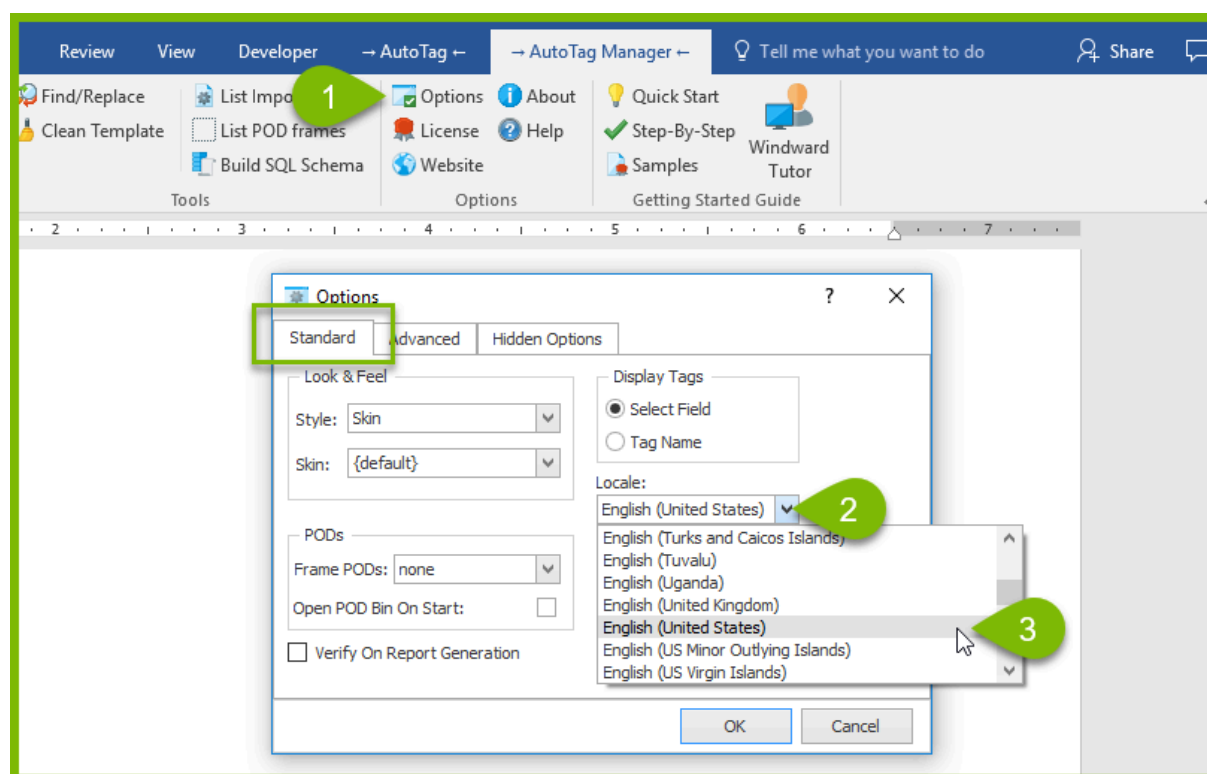 Review View Developer → AutoTag ← → AutoTag Manager ← Tell me what you want to do Share
Find/Replace List Impo 1 Options About Quick Start
Clean Template List POD frames License Help Step-By-Step Windward
Build SQL Schema Website Samples Tutor
Tools Options Getting Started Guide
2 3 4 5 6 7
Options ? 
Standard Advanced Hidden Options
Look & Feel Display Tags
Style: Skin Select Field
Tag Name
Skin: {default}
Locale:
English (United States) 2
PODs English (Turks and Caicos Islands)
English (Tuvalu)
Frame PODs: none English (Uganda)
Open POD Bin On Start: English (United Kingdom)
English (United States) 3
Verify On Report Generation English (US Minor Outlying Islands)
English (US Virgin Islands)
OK Cancel